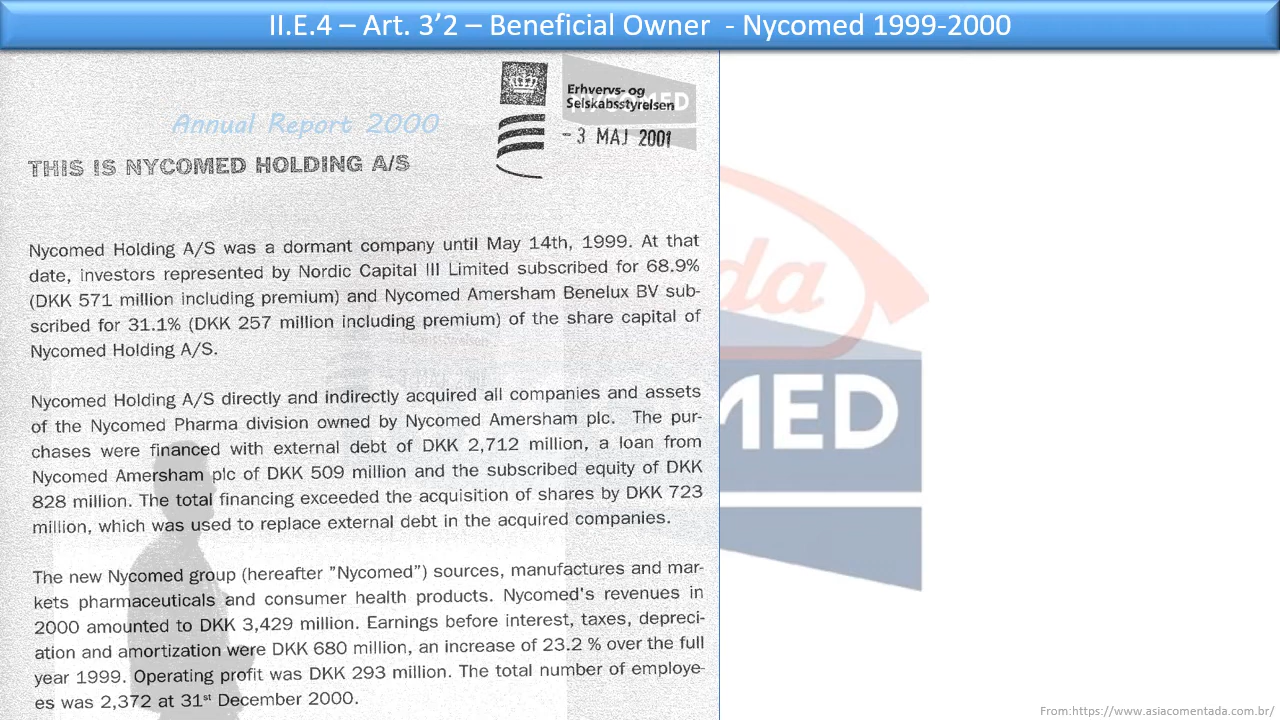 II.E.4 – Art. 3’2 – Beneficial Owner - Nycomed 1999-2000
Erhvervs- og
Selskabsstyrelsen
NYCOMED
- 3 MAJ 2001
Annual Report 2000
THIS IS NYCOMED HOLDING A/S
Nycomed Holding A/S was a dormant company until May 14th, 1999. At that
date, investors represented by Nordic Capital III Limited subscribed for 68.9%
(DKK 571 million including premium) and Nycomed Amersham Benelux BV sub-
scribed for 31.1% (DKK 257 million including premium) of the share capital of
Nycomed Holding A/S.
Nycomed Holding A/S directly and indirectly acquired all companies and assets
of the Nycomed Pharma division owned by Nycomed Amersham plc. The pur-
chases were financed with external debt of DKK 2,712 million, a loan from
Nycomed Amersham plc of DKK 509 million and the subscribed equity of DKK
828 million. The total financing exceeded the acquisition of shares by DKK 723
million, which was used to replace external debt in the acquired companies.
The new Nycomed group (hereafter ”Nycomed”) sources, manufactures and mar-
kets pharmaceuticals and consumer health products. Nycomed's revenues in
2000 amounted to DKK 3,429 million. Earnings before interest, taxes, depreci-
ation and amortization were DKK 680 million, an increase of 23.2 % over the full
year 1999. Operating profit was DKK 293 million. The total number of employe-
es was 2,372 at 31st December 2000.
da
MED
From:https://www.asiacomentada.com.br/